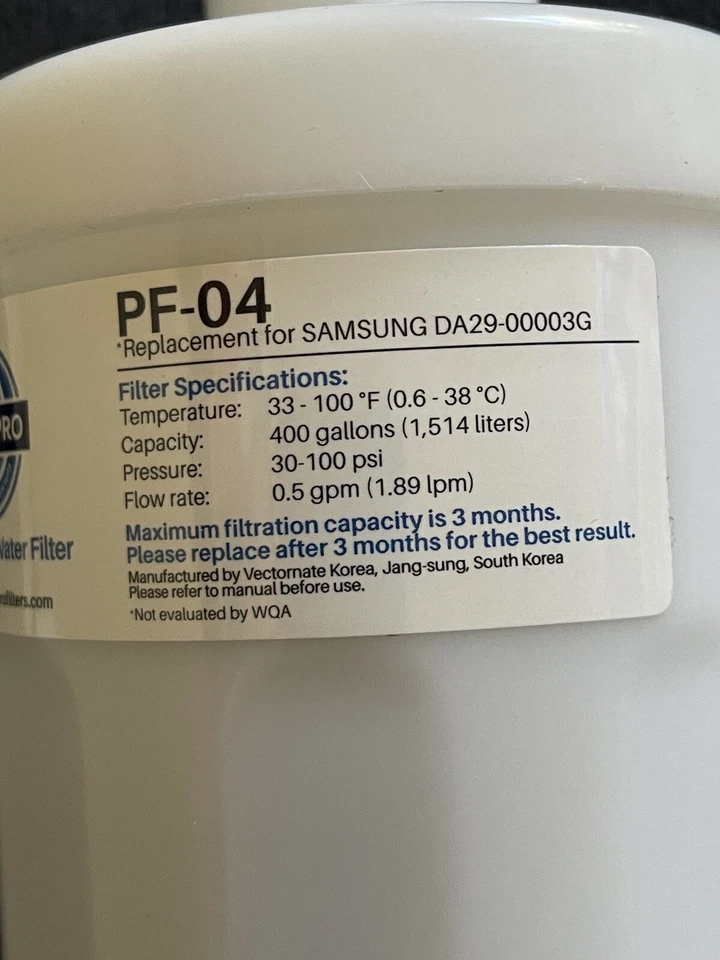 PF-04
*Replacement for SAMSUNG DA29-00003G
Filter Specifications:
Temperature: 33 - 100 °F (0.6 - 38 °C)
Capacity: 400 gallons (1,514 liters)
Pressure: 30-100 psi
Flow rate: 0.5 gpm (1.89 lpm)
Maximum filtration capacity is 3 months.
Please replace after 3 months for the best result.
Manufactured by Vectornate Korea, Jang-sung, South Korea
Please refer to manual before use.
*Not evaluated by WQA
PRO
Filter